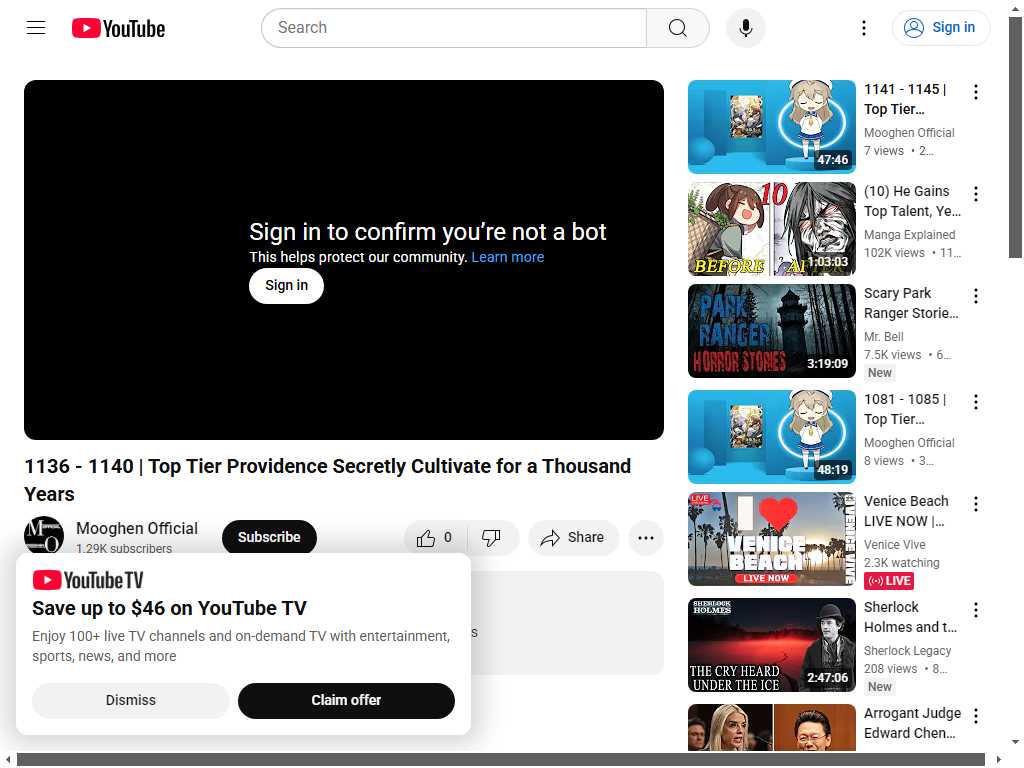 YouTube
Search
Sign in
Sign in to confirm you’re not a bot
This helps protect our community. Learn more
Sign in
1136 - 1140 | Top Tier Providence Secretly Cultivate for a Thousand
Years
Mooghen Official
1.29K subscribers
Subscribe
0
Share
YouTube TV
Save up to $46 on YouTube TV
Enjoy 100+ live TV channels and on-demand TV with entertainment,
sports, news, and more
Dismiss
Claim offer
s
47:46
1141 - 1145 |
Top Tier...
Mooghen Official
7 views • 2...
10
BEFORE
AFTER
1:03:03
(10) He Gains
Top Talent, Ye...
Manga Explained
102K views • 11...
PARK
RANGER
HORROR STORIES
3:19:09
Scary Park
Ranger Storie...
Mr. Bell
7.5K views • 6...
New
48:19
1081 - 1085 |
Top Tier...
Mooghen Official
8 views • 3...
LIVE
I
VENICE
BEACH
LIVE NOW
VENICE VIVE
Venice Beach
LIVE NOW |...
Venice Vive
2.3K watching
LIVE
SHERLOCK
HOLMES
THE CRY HEARD
UNDER THE ICE
2:47:06
Sherlock
Holmes and t...
Sherlock Legacy
208 views • 8...
New
Arrogant Judge
Edward Chen...